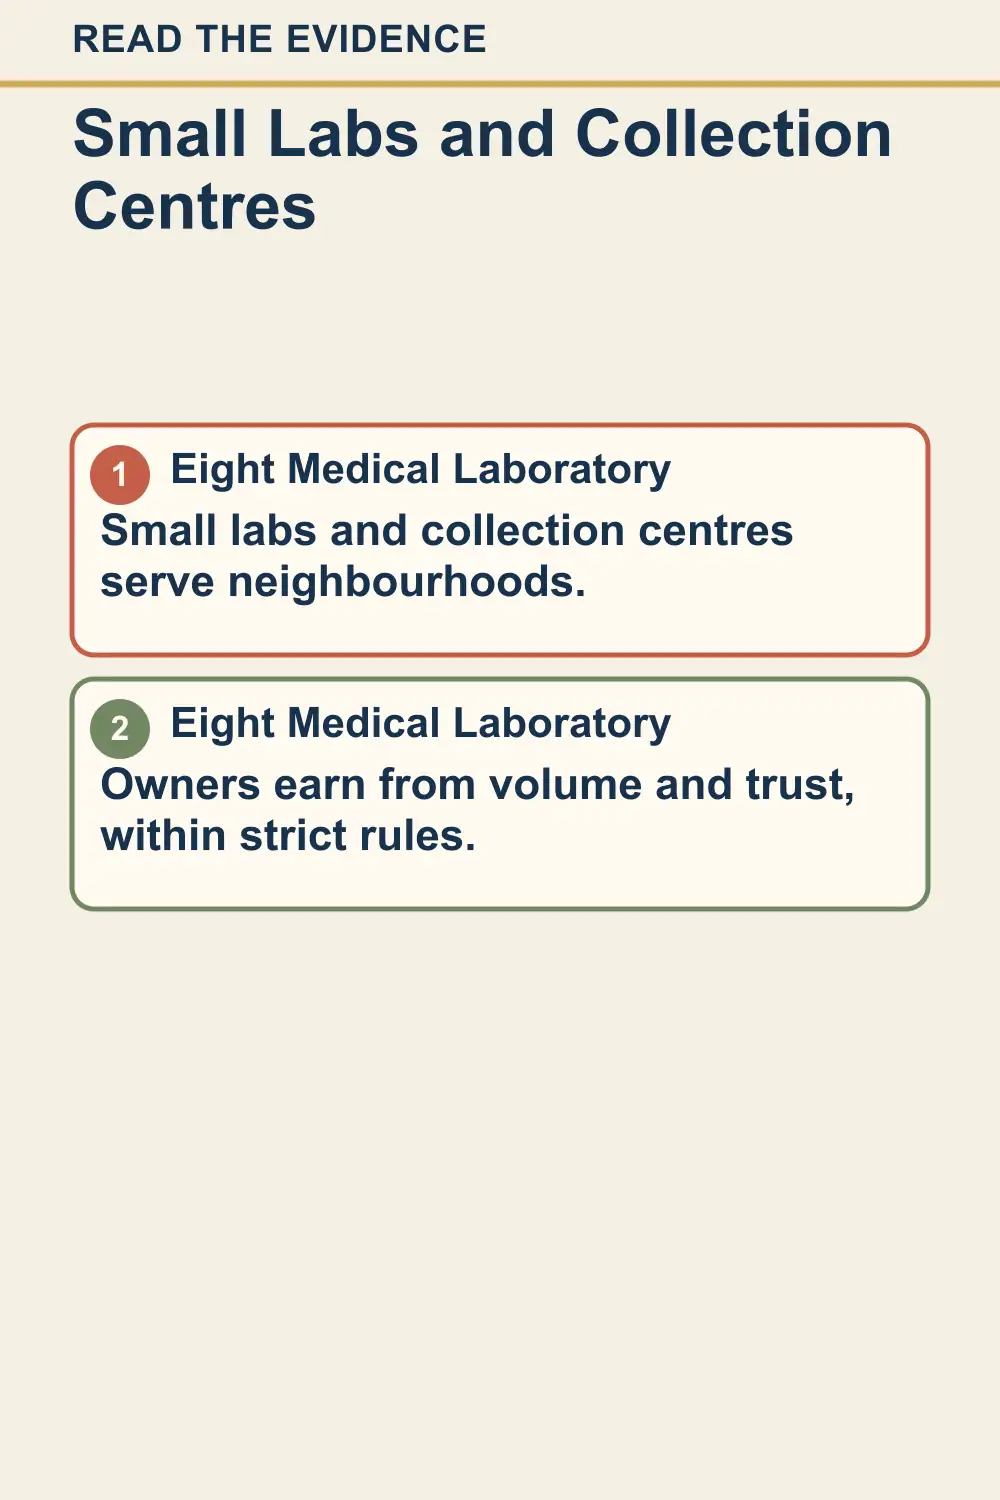 READ THE EVIDENCE
Small Labs and Collection
Centres
1 Eight Medical Laboratory
Small labs and collection centres
serve neighbourhoods.
2 Eight Medical Laboratory
Owners earn from volume and trust,
within strict rules.